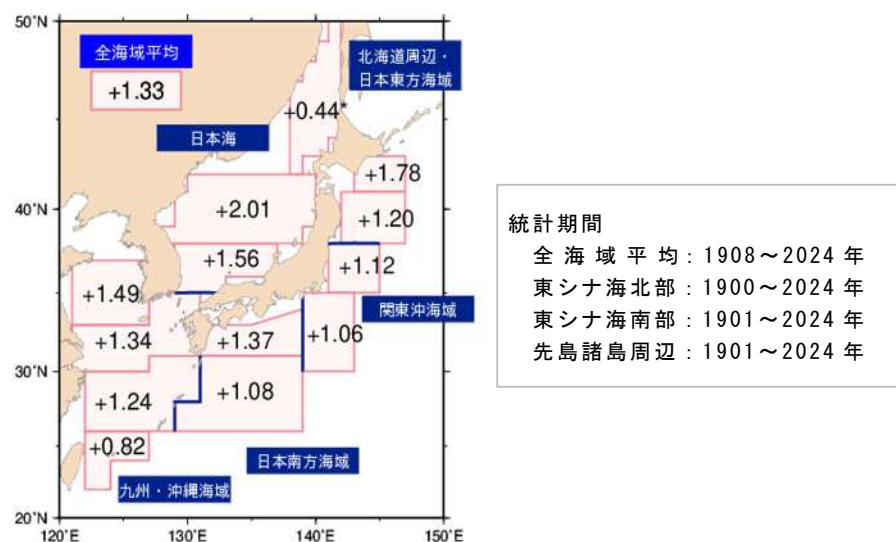 50°N
全海域平均
+1.33
北海道周辺・
日本東方海域
+0.44*
日本海
+1.78
40°N
+2.01
+1.20
+1.56
+1.12
+1.49
関東沖海域
+1.34
+1.37
+1.06
30°N
+1.24
+1.08
+0.82
日本南方海域
九州・沖縄海域
20°N
120°E
130°E
140°E
150°E
統計期間
全海域平均：1908～2024年
東シナ海北部：1900～2024年
東シナ海南部：1901～2024年
先島諸島周辺：1901～2024年